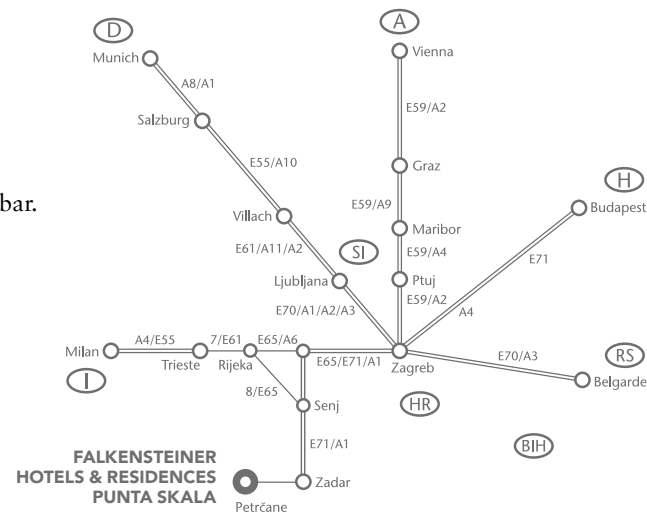 D
A
Munich
Vienna
A8/A1
E59/A2
Salzburg
E55/A10
Graz
bar.
H
E59/A9
Budapest
Villach
Maribor
E61/A11/A2
SI
E59/A4
E71
Ljubljana
Ptuj
E70/A1/A2/A3
E59/A2
A4
Milan
A4/E55
7/E61
E65/A6
E70/A3
RS
Trieste
Rijeka
E65/E71/A1
Zagreb
I
8/E65
Belgarde
Senj
HR
E71/A1
BIH
FALKENSTEINER
HOTELS & RESIDENCES
PUNTA SKALA
Zadar
Petrčane